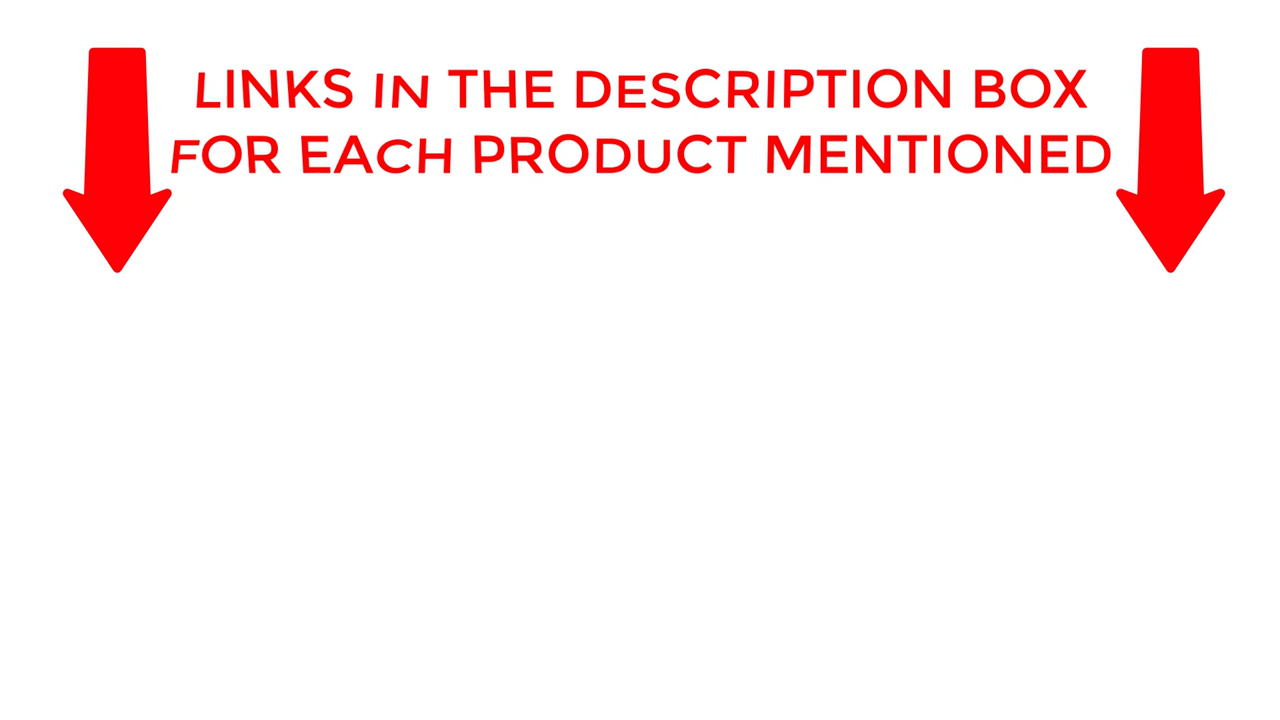 LINKS IN THE DESCRIPTION BOX
FOR EACH PRODUCT MENTIONED